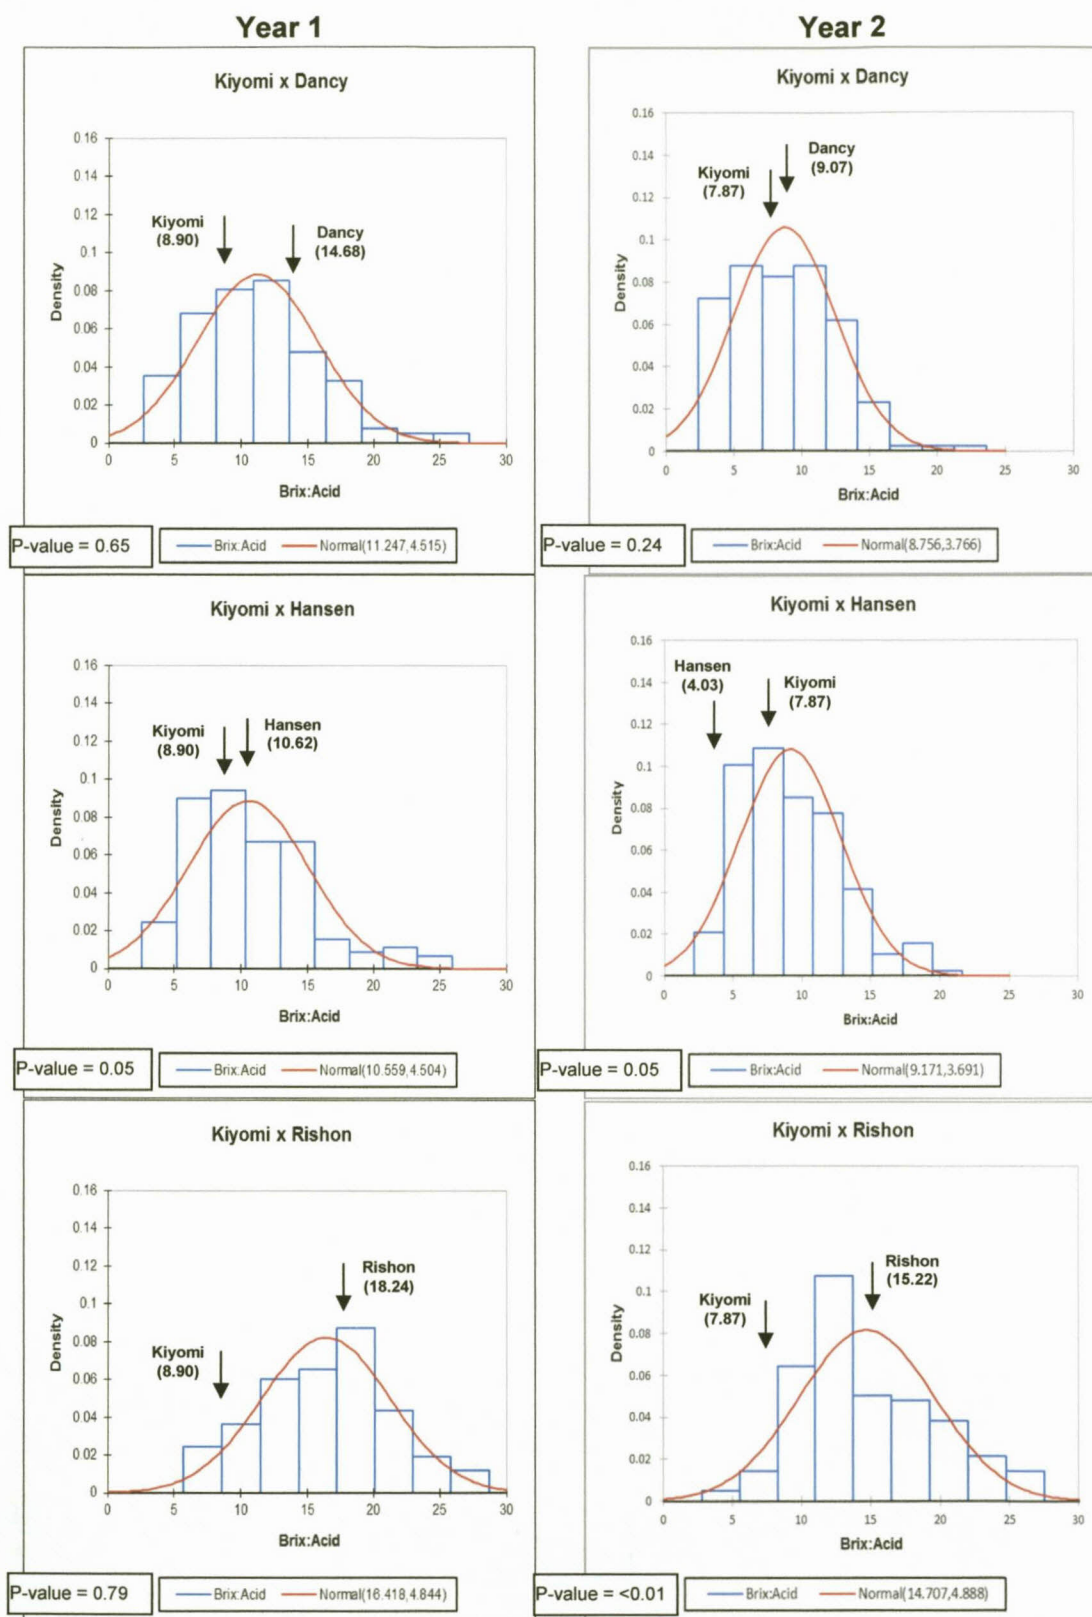 Year 1
Kiyomi x Dancy
0.16
0.14
0.12
0.1
0.08
0.06
0.04
0.02
0
Density
Kiyomi
(8.90)
Dancy
(14.68)
0 5 10 15 20 25 30
Brix:Acid
P-value = 0.65
Brix:Acid Normal(11.247,4.515)
Year 2
Kiyomi x Dancy
0.16
0.14
0.12
0.1
0.08
0.06
0.04
0.02
0
Density
Kiyomi
(7.87)
Dancy
(9.07)
0 5 10 15 20 25 30
Brix:Acid
P-value = 0.24
Brix:Acid Normal(8.756,3.766)
Kiyomi x Hansen
0.16
0.14
0.12
0.1
0.08
0.06
0.04
0.02
0
Density
Kiyomi
(8.90)
Hansen
(10.62)
0 5 10 15 20 25 30
Brix:Acid
P-value = 0.05
Brix:Acid Normal(10.559,4.504)
Kiyomi x Hansen
0.16
0.14
0.12
0.1
0.08
0.06
0.04
0.02
0
Density
Hansen
(4.03)
Kiyomi
(7.87)
0 5 10 15 20 25 30
Brix:Acid
P-value = 0.05
Brix:Acid Normal(9.171,3.691)
Kiyomi x Rishon
0.16
0.14
0.12
0.1
0.08
0.06
0.04
0.02
0
Density
Kiyomi
(8.90)
Rishon
(18.24)
0 5 10 15 20 25 30
Brix:Acid
P-value = 0.79
Brix:Acid Normal(16.418,4.844)
Kiyomi x Rishon
0.16
0.14
0.12
0.1
0.08
0.06
0.04
0.02
0
Density
Kiyomi
(7.87)
Rishon
(15.22)
0 5 10 15 20 25 30
Brix:Acid
P-value = <0.01
Brix:Acid Normal(14.707,4.888)